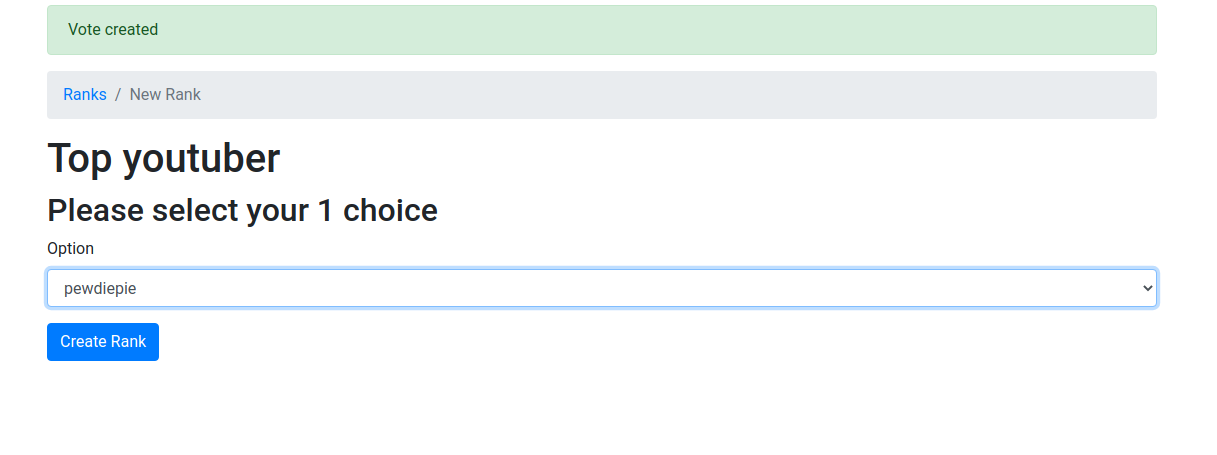 Vote created
Ranks / New Rank
Top youtuber
Please select your 1 choice
Option
pewdiepie
Create Rank